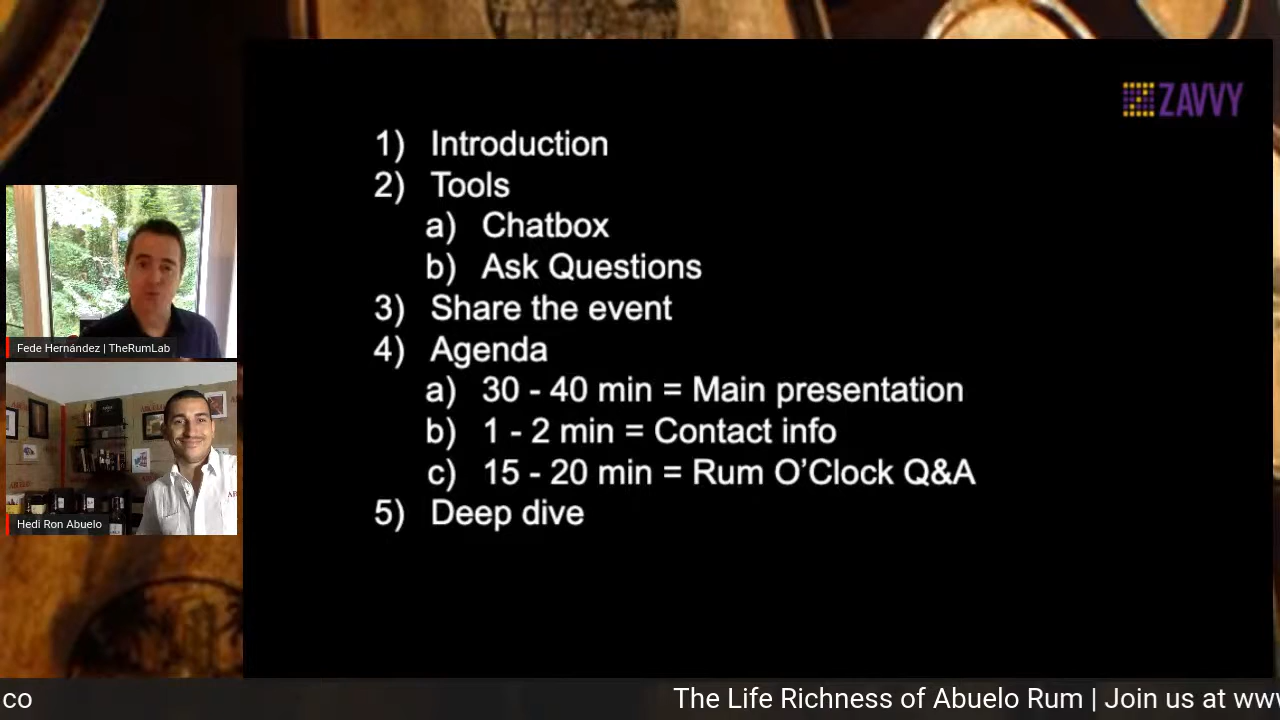 ZAVVY
1) Introduction
2) Tools
a) Chatbox
b) Ask Questions
3) Share the event
4) Agenda
a) 30 - 40 min = Main presentation
b) 1 - 2 min = Contact info
c) 15 - 20 min = Rum O’Clock Q&A
5) Deep dive
Fede Hernández | TheRumLab
Hedi Ron Abuelo
co
The Life Richness of Abuelo Rum | Join us at www